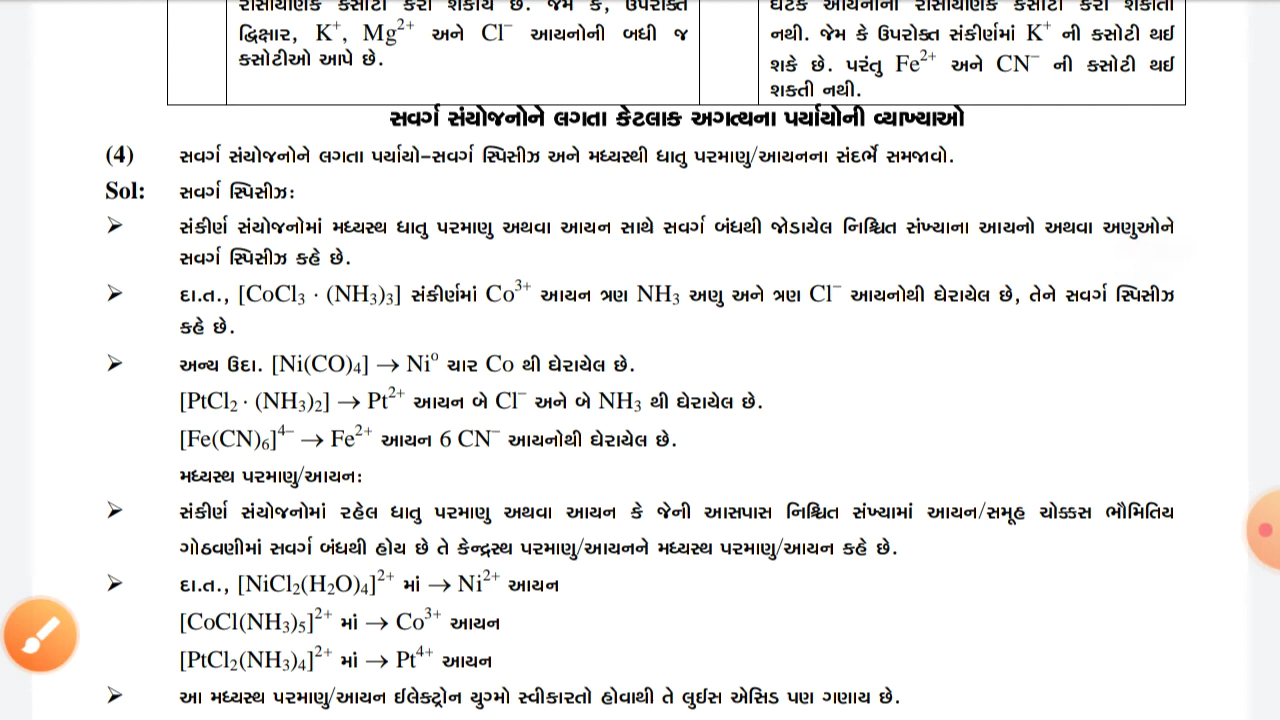 રાસાયણિક કસોટી કરી શકાય છે. જેમ કે, ઉપરોક્ત
દ્વિક્ષાર, K⁺, Mg²⁺ અને Cl⁻ આયનોની બધી જ
કસોટીઓ આપે છે.
ઘટક આયનોની રાસાયણિક કસોટી કરી શકાતી
નથી. જેમ કે ઉપરોક્ત સંકીર્ણમાં K⁺ ની કસોટી થઈ
શકે છે. પરંતુ Fe²⁺ અને CN⁻ ની કસોટી થઈ
શકતી નથી.
સવર્ગ સંયોજનોને લગતા કેટલાક અગત્યના પર્યાયોની વ્યાખ્યાઓ
(4) સવર્ગ સંયોજનોને લગતા પર્યાયો–સવર્ગ સ્પિસીઝ અને મધ્યસ્થી ધાતુ પરમાણુ/આયનના સંદર્ભે સમજાવો.
Sol: સવર્ગ સ્પિસીઝઃ
➢ સંકીર્ણ સંયોજનોમાં મધ્યસ્થ ધાતુ પરમાણુ અથવા આયન સાથે સવર્ગ બંધથી જોડાયેલ નિશ્ચિત સંખ્યાના આયનો અથવા અણુઓને
સવર્ગ સ્પિસીઝ કહે છે.
➢ દા.ત., [CoCl₃ · (NH₃)₃] સંકીર્ણમાં Co³⁺ આયન ત્રણ NH₃ અણુ અને ત્રણ Cl⁻ આયનોથી ઘેરાયેલ છે, તેને સવર્ગ સ્પિસીઝ
કહે છે.
➢ અન્ય ઉદા. [Ni(CO)₄] → Ni⁰ ચાર Co થી ઘેરાયેલ છે.
[PtCl₂ · (NH₃)₂] → Pt²⁺ આયન બે Cl⁻ અને બે NH₃ થી ઘેરાયેલ છે.
[Fe(CN)₆]⁴⁻ → Fe²⁺ આયન 6 CN⁻ આયનોથી ઘેરાયેલ છે.
મધ્યસ્થ પરમાણુ/આયનઃ
➢ સંકીર્ણ સંયોજનોમાં રહેલ ધાતુ પરમાણુ અથવા આયન કે જેની આસપાસ નિશ્ચિત સંખ્યામાં આયન/સમૂહ ચોક્કસ ભૌમિતિય
ગોઠવણીમાં સવર્ગ બંધથી હોય છે તે કેન્દ્રસ્થ પરમાણુ/આયનને મધ્યસ્થ પરમાણુ/આયન કહે છે.
➢ દા.ત., [NiCl₂(H₂O)₄]²⁺ માં → Ni²⁺ આયન
[CoCl(NH₃)₅]²⁺ માં → Co³⁺ આયન
[PtCl₂(NH₃)₄]²⁺ માં → Pt⁴⁺ આયન
➢ આ મધ્યસ્થ પરમાણુ/આયન ઈલેક્ટ્રોન યુગ્મો સ્વીકારતો હોવાથી તે લુઈસ એસિડ પણ ગણાય છે.